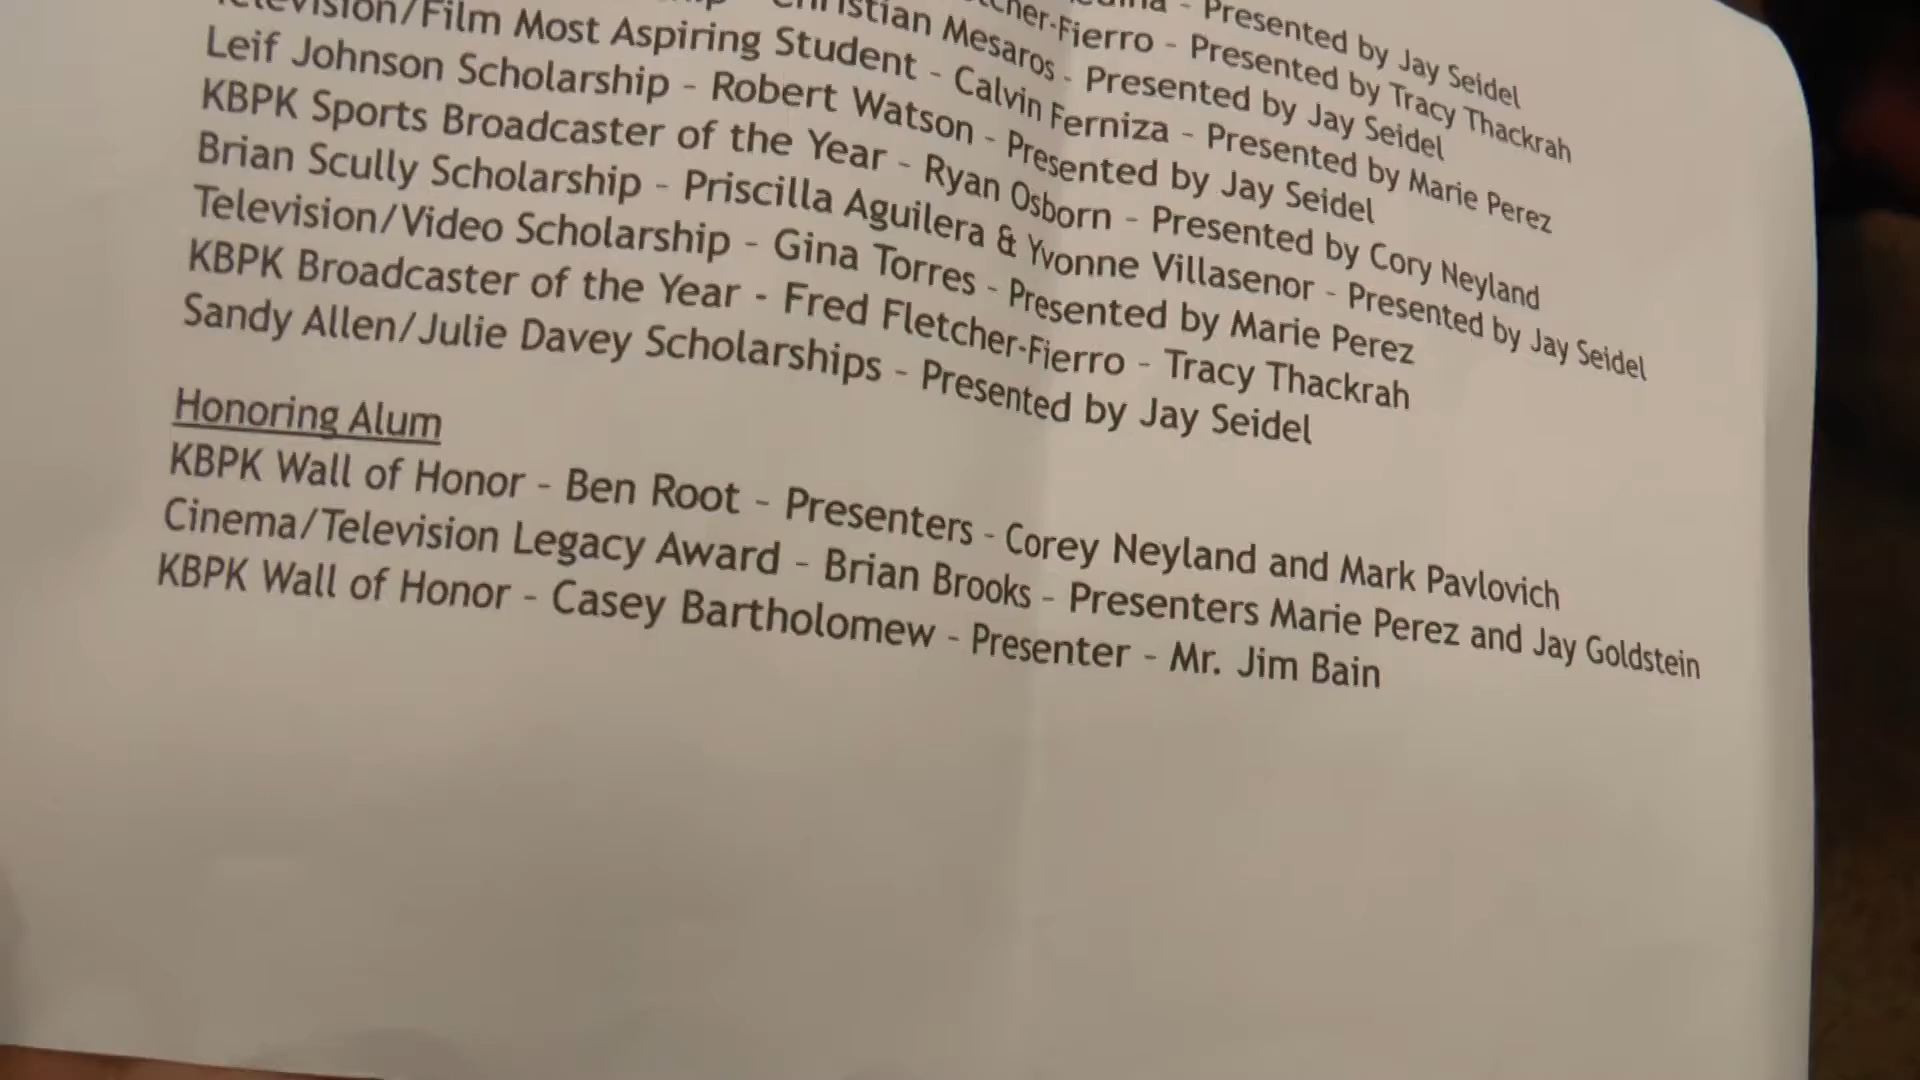 - Presented by Jay Seidel
Fierro - Presented by Tracy Thackrah
- Christian Mesaros - Presented by Jay Seidel
Television/Film Most Aspiring Student - Calvin Ferniza - Presented by Marie Perez
Leif Johnson Scholarship - Robert Watson - Presented by Jay Seidel
KBPK Sports Broadcaster of the Year - Ryan Osborn - Presented by Cory Neyland
Brian Scully Scholarship - Priscilla Aguilera & Yvonne Villasenor - Presented by Jay Seidel
Television/Video Scholarship - Gina Torres - Presented by Marie Perez
KBPK Broadcaster of the Year - Fred Fletcher-Fierro - Tracy Thackrah
Sandy Allen/Julie Davey Scholarships - Presented by Jay Seidel
Honoring Alum
KBPK Wall of Honor - Ben Root - Presenters - Corey Neyland and Mark Pavlovich
Cinema/Television Legacy Award - Brian Brooks - Presenters Marie Perez and Jay Goldstein
KBPK Wall of Honor - Casey Bartholomew - Presenter - Mr. Jim Bain